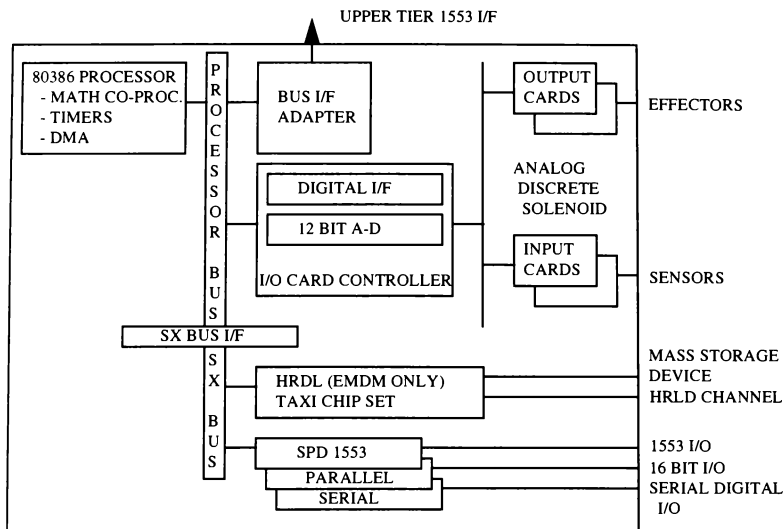 UPPER TIER 1553 I/F
80386 PROCESSOR
- MATH CO-PROC.
- TIMERS
- DMA
PROCESSOR BUS
BUS I/F
ADAPTER
OUTPUT
CARDS
EFFECTORS
DIGITAL I/F
12 BIT A-D
I/O CARD CONTROLLER
ANALOG
DISCRETE
SOLENOID
INPUT
CARDS
SENSORS
SX BUS I/F
SX BUS
HRDL (EMDM ONLY)
TAXI CHIP SET
MASS STORAGE
DEVICE
HRLD CHANNEL
SPD 1553
PARALLEL
SERIAL
1553 I/O
16 BIT I/O
SERIAL DIGITAL
I/O